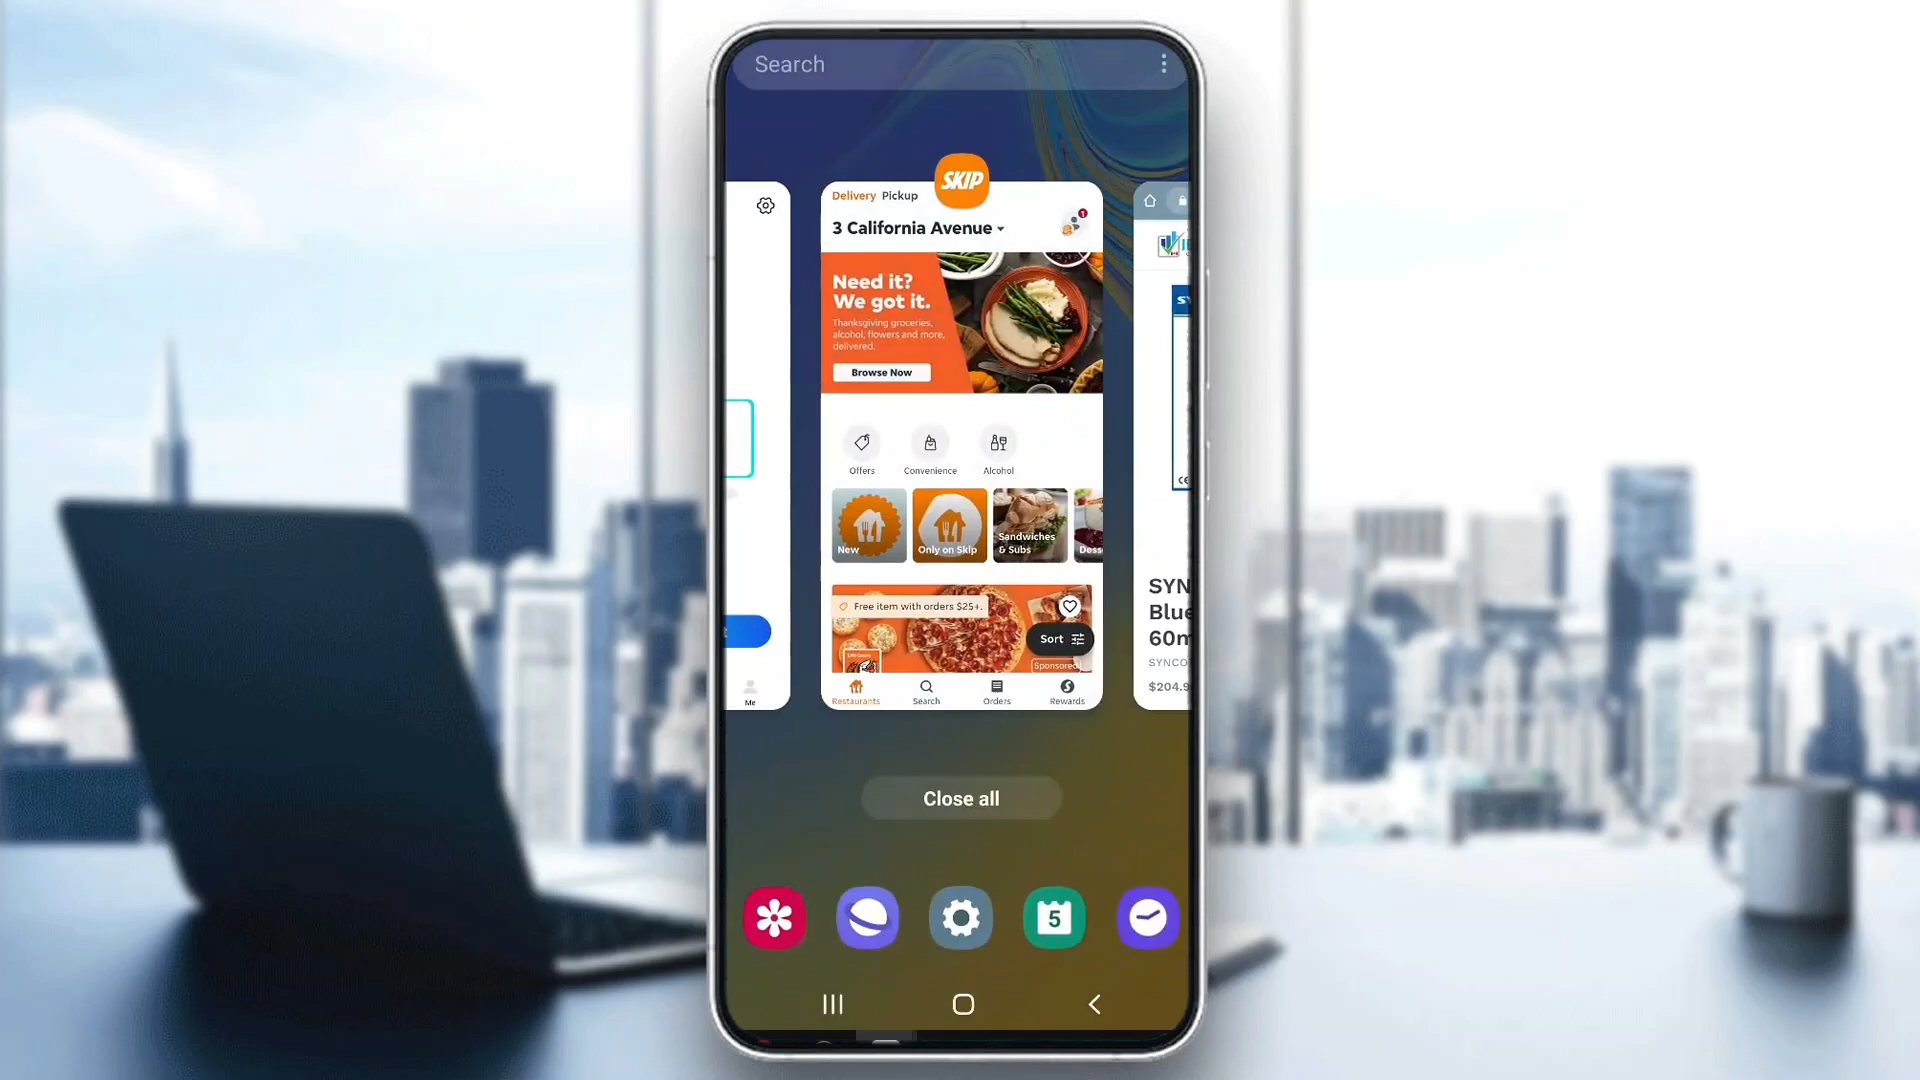 Search
SKIP
Delivery Pickup
3 California Avenue
1
Need it?
We got it.
Thanksgiving groceries,
alcohol, flowers and more,
delivered.
Browse Now
Offers
Convenience
Alcohol
New
Only on Skip
Sandwiches
& Subs
Dess
Free item with orders $25+.
Sort
Sponsored
Restaurants
Search
Orders
Rewards
Me
SYN
Blue
60m
SYNCO
$204.9
Close all
5